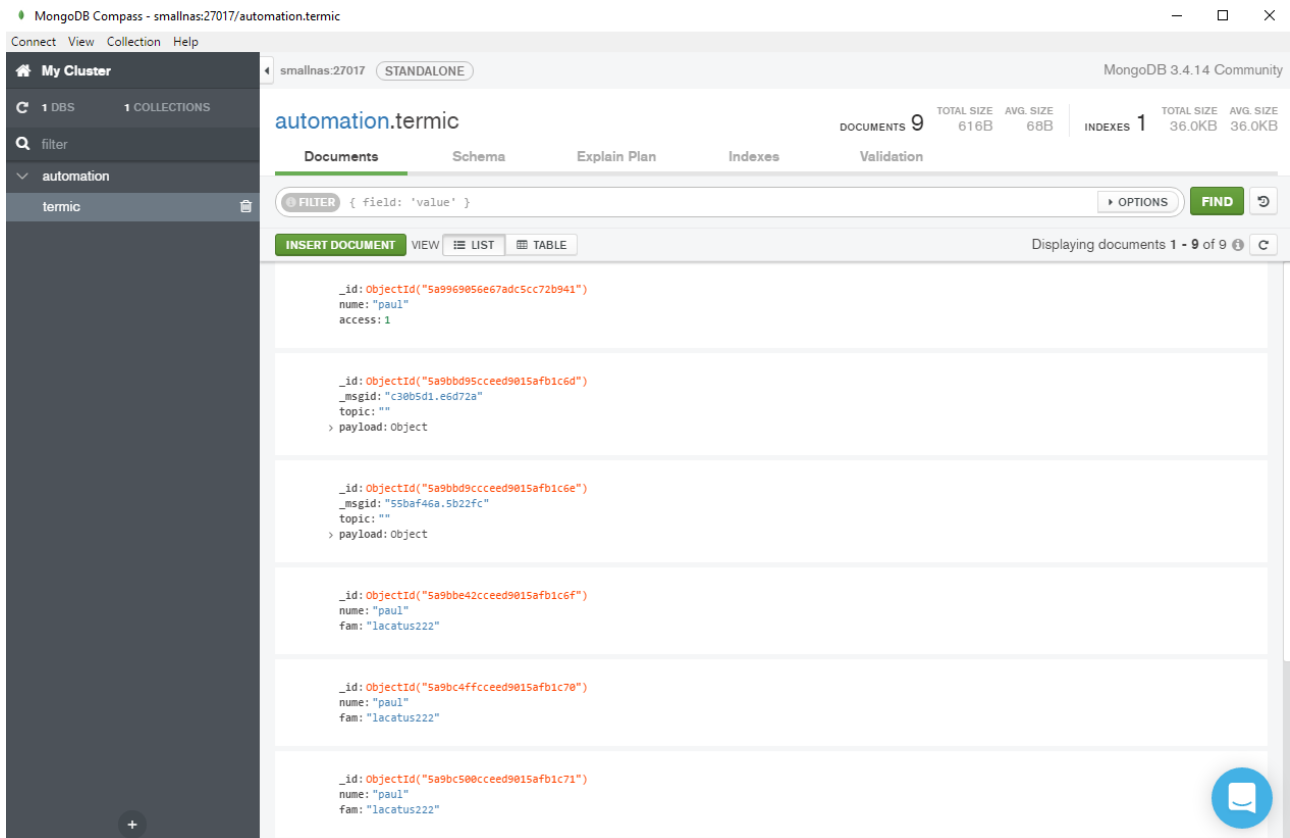 MongoDB Compass - smallnas:27017/automation.termic
Connect View Collection Help
My Cluster
smallnas:27017 STANDALONE
MongoDB 3.4.14 Community
1 DBS 1 COLLECTIONS
filter
automation
termic
automation.termic
DOCUMENTS 9 TOTAL SIZE 616B AVG. SIZE 68B INDEXES 1 TOTAL SIZE 36.0KB AVG. SIZE 36.0KB
Documents Schema Explain Plan Indexes Validation
FILTER { field: 'value' } OPTIONS FIND
INSERT DOCUMENT VIEW LIST TABLE Displaying documents 1 - 9 of 9
_id: ObjectId("5a9969056e67adc5cc72b941")
nume: "paul"
access: 1
_id: ObjectId("5a9bbd95cceed9015afb1c6d")
_msgid: "c30b5d1.e6d72a"
topic: ""
> payload: Object
_id: ObjectId("5a9bbd9ccceed9015afb1c6e")
_msgid: "55baf46a.5b22fc"
topic: ""
> payload: Object
_id: ObjectId("5a9bbe42cceed9015afb1c6f")
nume: "paul"
fam: "lacatus222"
_id: ObjectId("5a9bc4ffcceed9015afb1c70")
nume: "paul"
fam: "lacatus222"
_id: ObjectId("5a9bc500cceed9015afb1c71")
nume: "paul"
fam: "lacatus222"